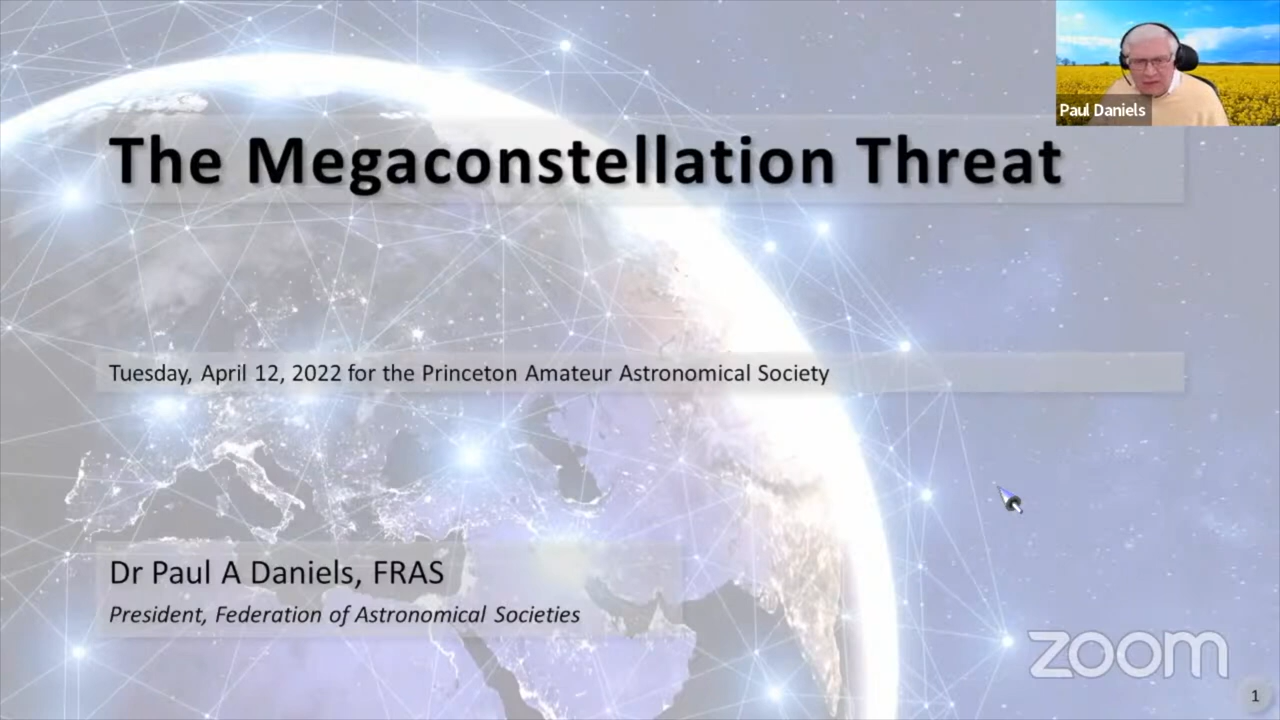 The Megaconstellation Threat
Paul Daniels
Tuesday, April 12, 2022 for the Princeton Amateur Astronomical Society
Dr Paul A Daniels, FRAS
President, Federation of Astronomical Societies
zoom
1